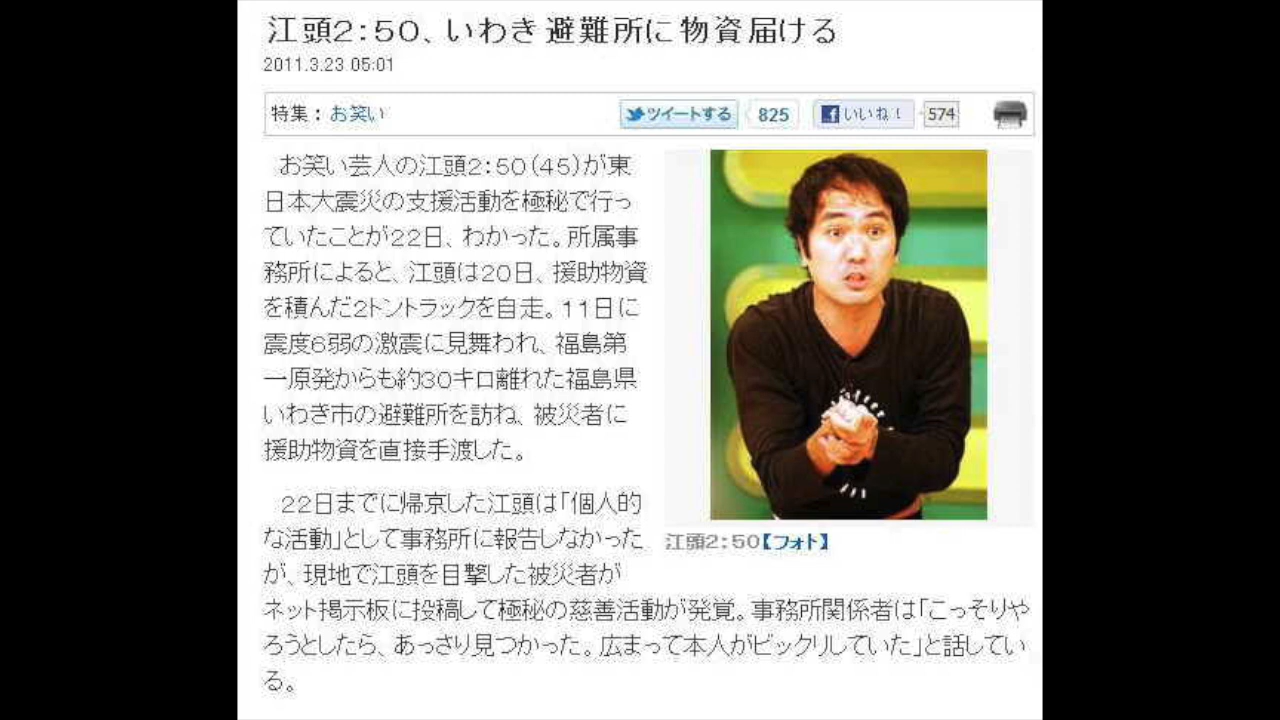 江頭2:50、いわき避難所に物資届ける
2011.3.23 05:01
特集：お笑い
ツイートする 825 いいね！ 574
お笑い芸人の江頭2:50（45）が東
日本大震災の支援活動を極秘で行っ
ていたことが22日、わかった。所属事
務所によると、江頭は20日、援助物資
を積んだ2トントラックを自走。11日に
震度6弱の激震に見舞われ、福島第
一原発からも約30キロ離れた福島県
いわき市の避難所を訪ね、被災者に
援助物資を直接手渡した。
22日までに帰京した江頭は「個人的
な活動」として事務所に報告しなかった
が、現地で江頭を目撃した被災者が
ネット掲示板に投稿して極秘の慈善活動が発覚。事務所関係者は「こっそりや
ろうとしたら、あっさり見つかった。広まって本人がビックリしていた」と話してい
る。
江頭2:50【フォト】